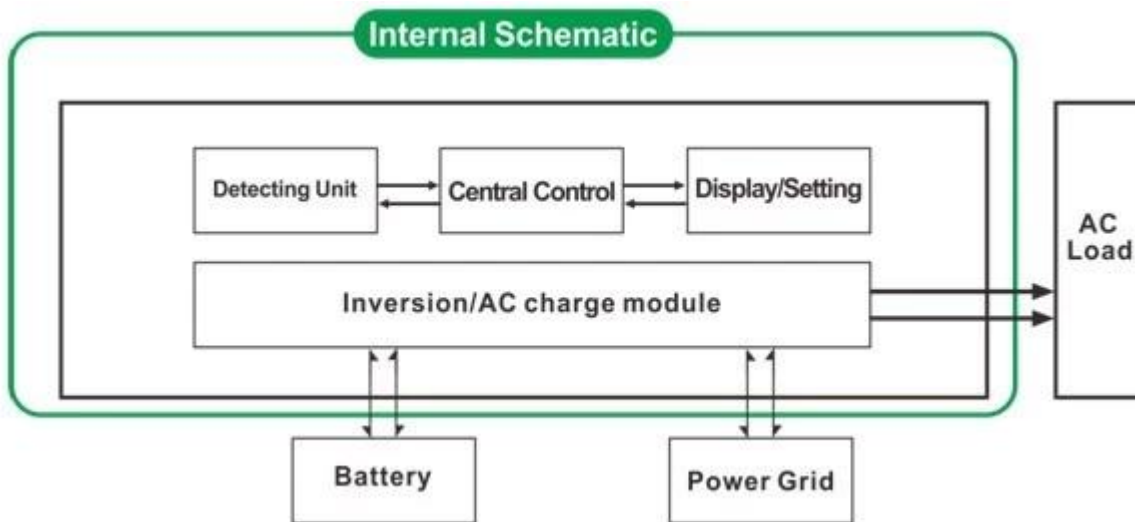 Internal Schematic
Detecting Unit
Central Control
Display/Setting
AC
Load
Inversion/AC charge module
Battery
Power Grid